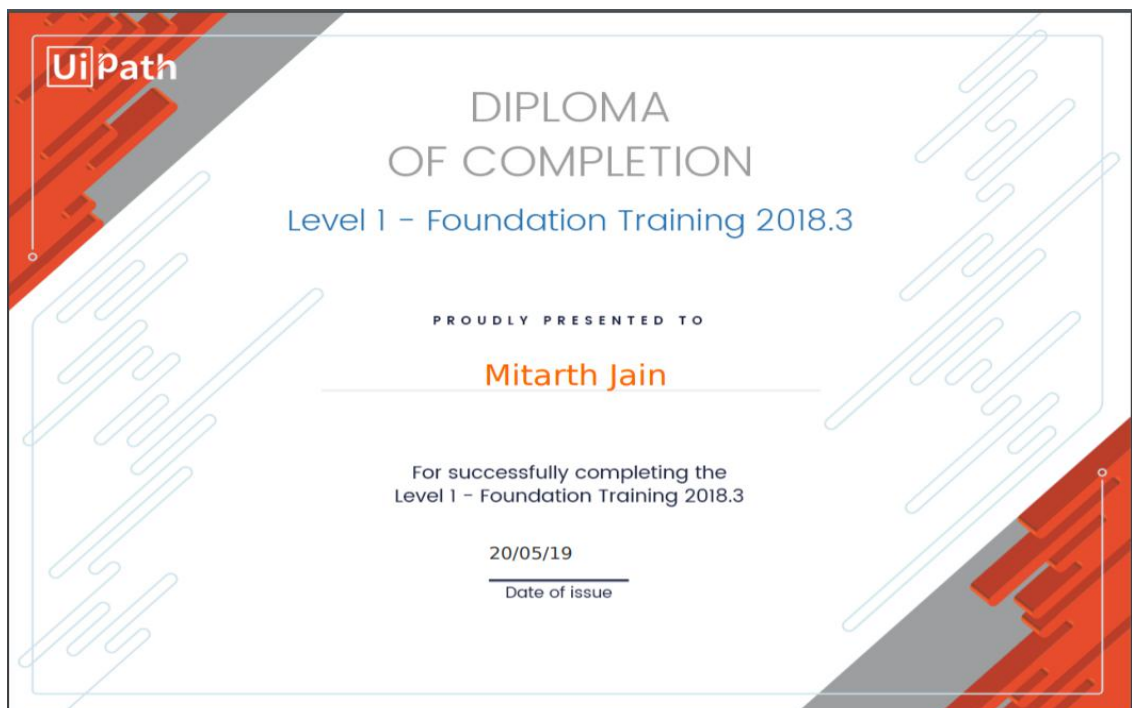 UiPath
DIPLOMA
OF COMPLETION
Level 1 - Foundation Training 2018.3
PROUDLY PRESENTED TO
Mitarth Jain
For successfully completing the
Level 1 - Foundation Training 2018.3
20/05/19
Date of issue